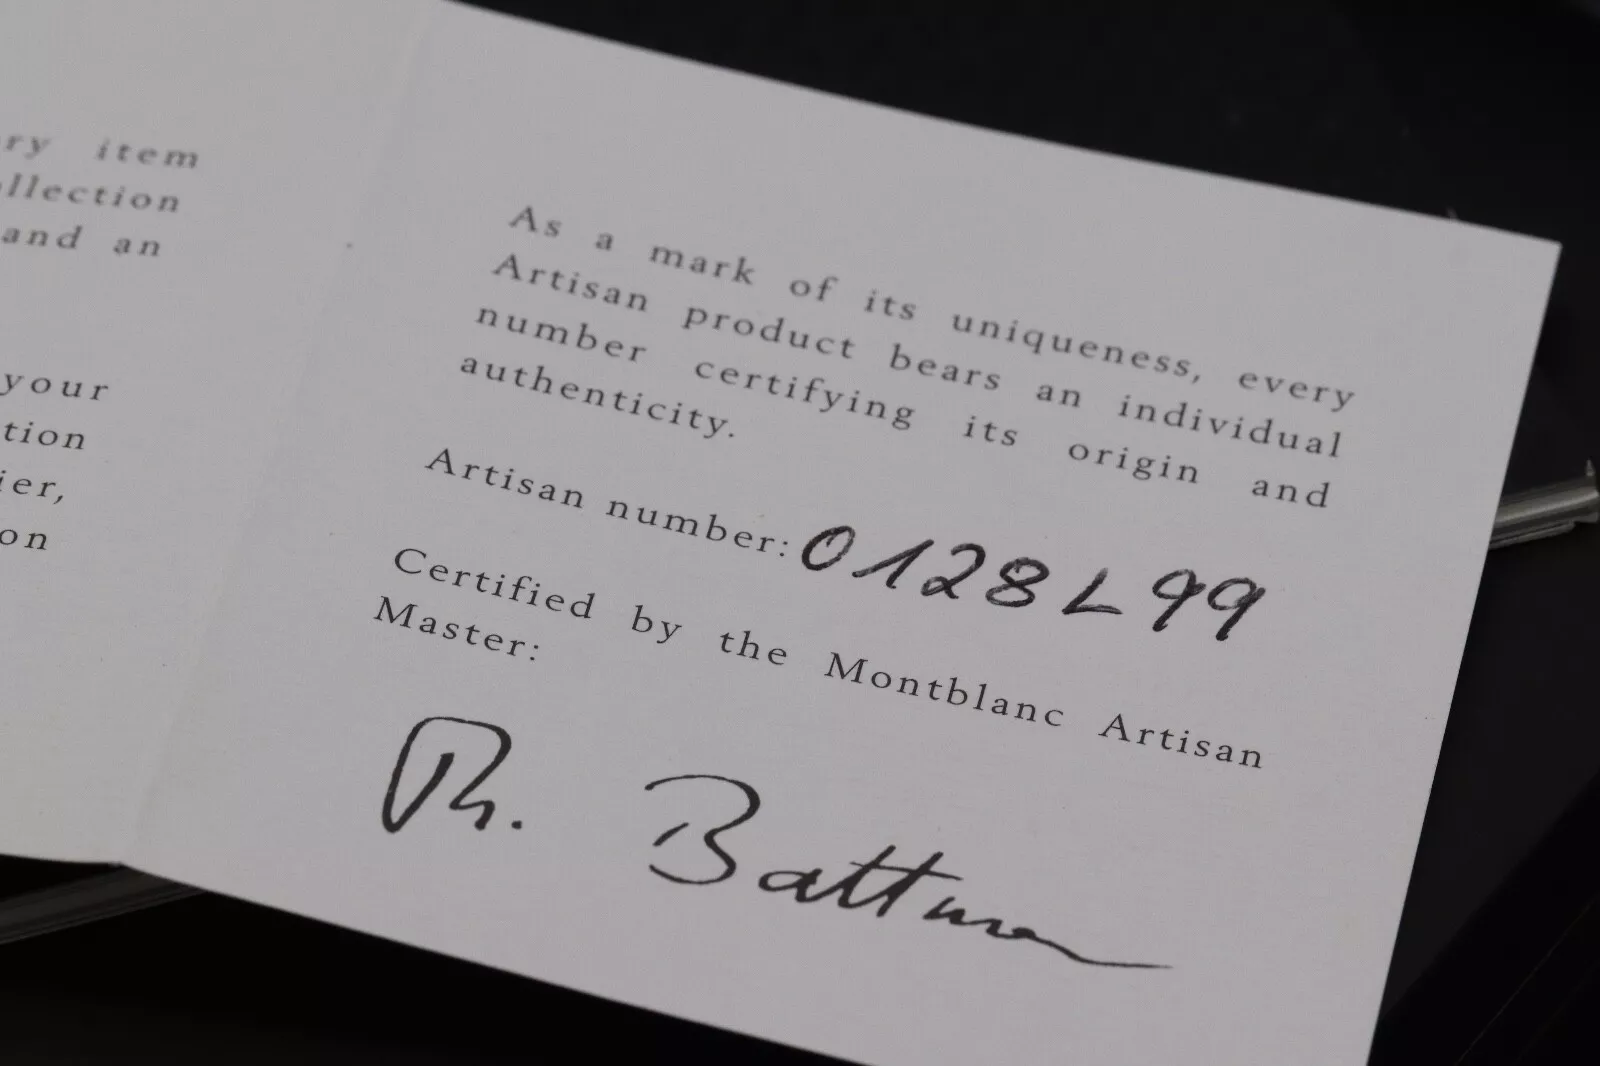 ry item
llection
and an
your
tion
ier,
on
As a mark of its uniqueness, every
Artisan product bears an individual
number certifying its origin and
authenticity.
Artisan number: 0128L99
Certified by the Montblanc Artisan
Master: